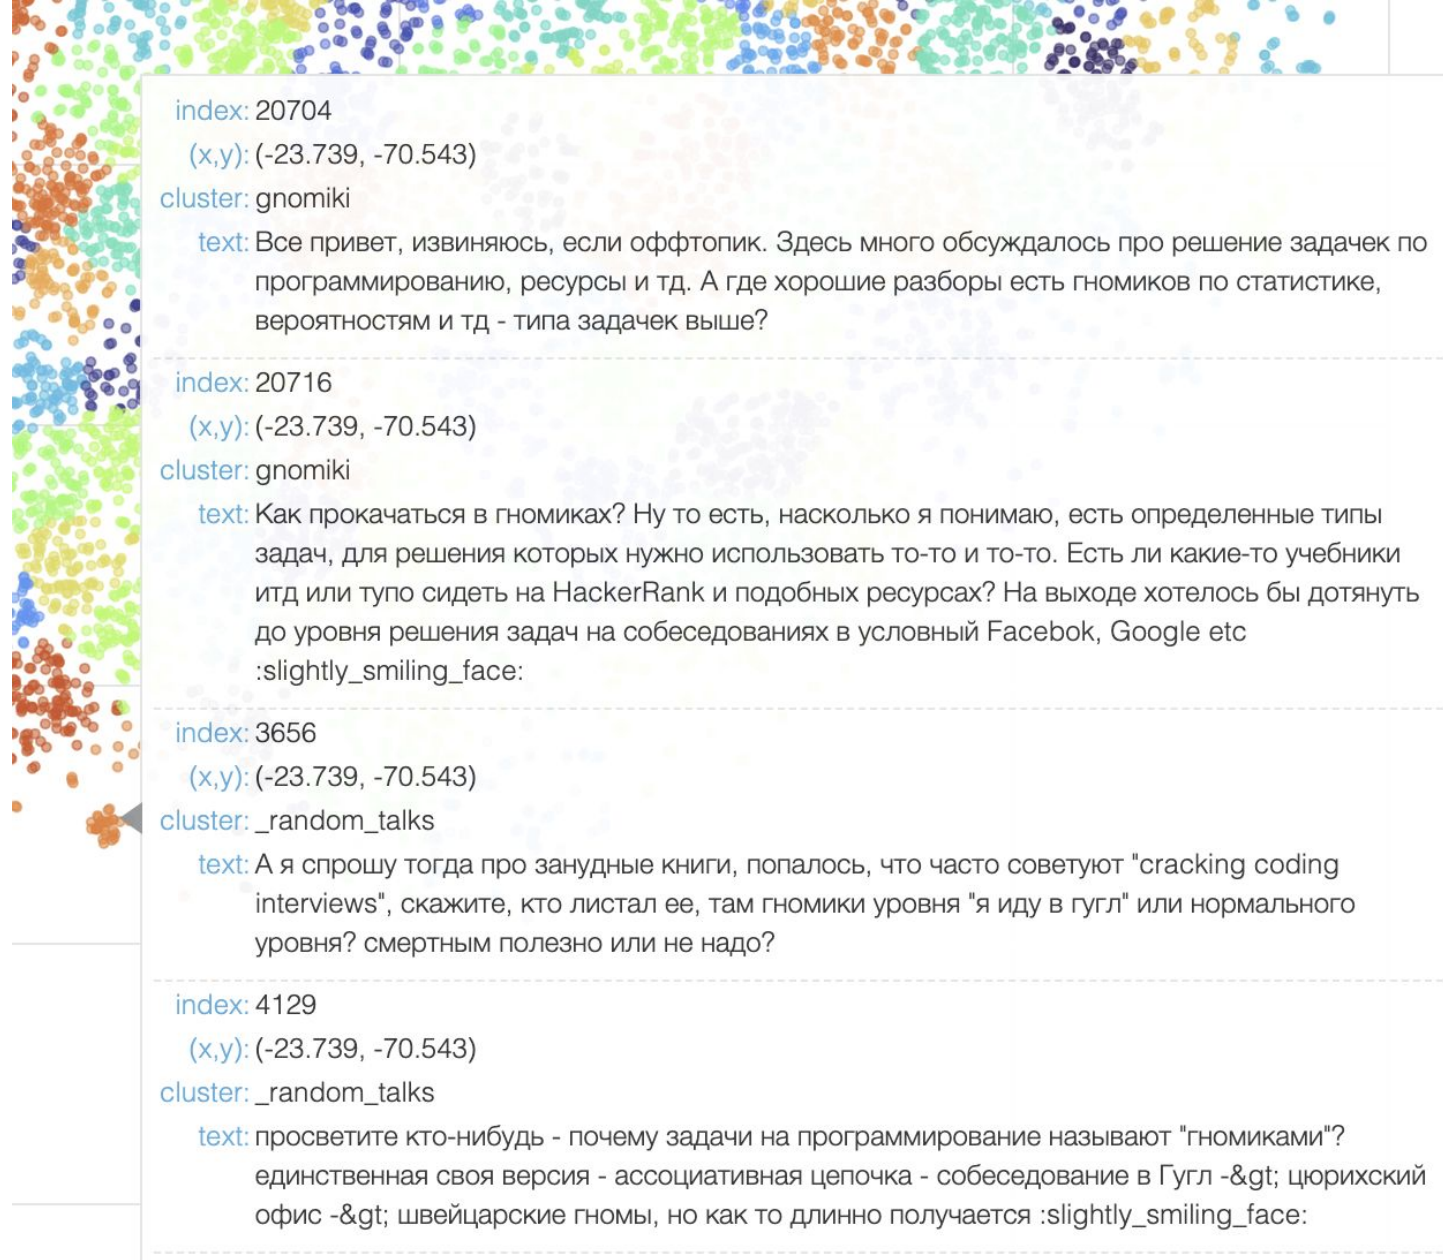 index: 20704
(x,y): (-23.739, -70.543)
cluster: gnomiki
text: Все привет, извиняюсь, если оффтопик. Здесь много обсуждалось про решение задачек по
программированию, ресурсы и тд. А где хорошие разборы есть гномиков по статистике,
вероятностям и тд - типа задачек выше?
index: 20716
(x,y): (-23.739, -70.543)
cluster: gnomiki
text: Как прокачаться в гномиках? Ну то есть, насколько я понимаю, есть определенные типы
задач, для решения которых нужно использовать то-то и то-то. Есть ли какие-то учебники
итд или тупо сидеть на HackerRank и подобных ресурсах? На выходе хотелось бы дотянуть
до уровня решения задач на собеседованиях в условный Facebok, Google etc
:slightly_smiling_face:
index: 3656
(x,y): (-23.739, -70.543)
cluster: _random_talks
text: А я спрошу тогда про занудные книги, попалось, что часто советуют "cracking coding
interviews", скажите, кто листал ее, там гномики уровня "я иду в гугл" или нормального
уровня? смертным полезно или не надо?
index: 4129
(x,y): (-23.739, -70.543)
cluster: _random_talks
text: просветите кто-нибудь - почему задачи на программирование называют "гномиками"?
единственная своя версия - ассоциативная цепочка - собеседование в Гугл -&gt; цюрихский
офис -&gt; швейцарские гномы, но как то длинно получается :slightly_smiling_face: